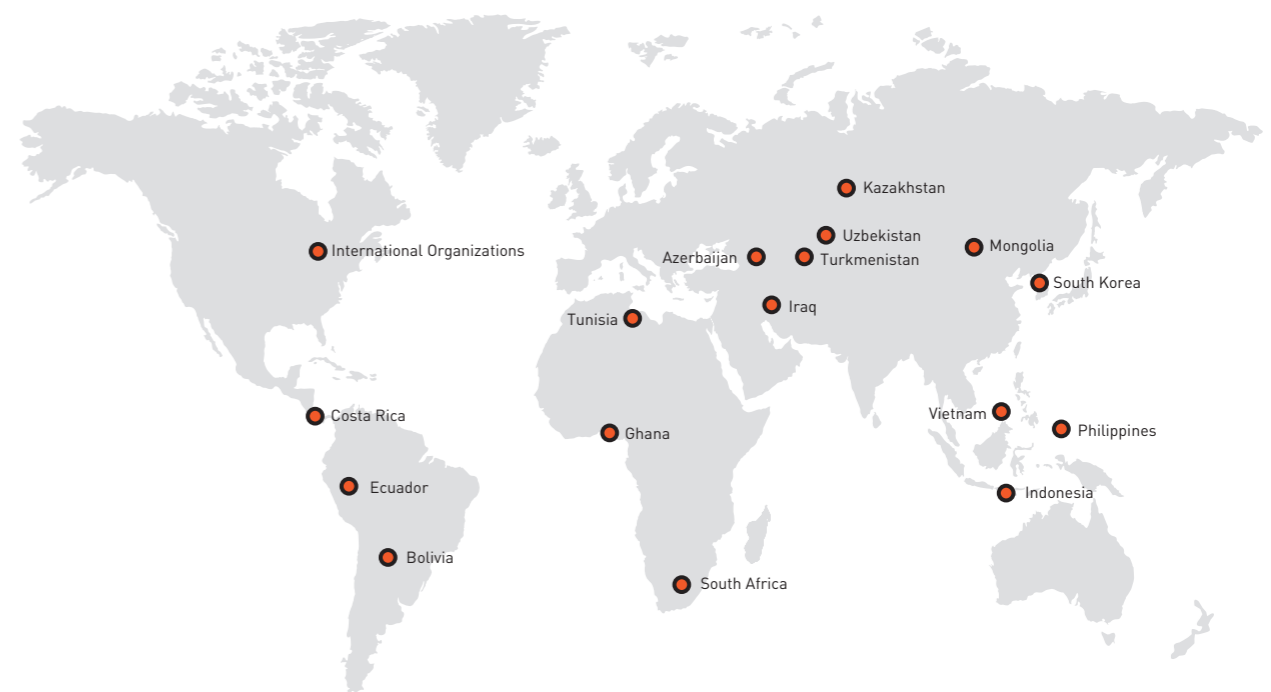 Kazakhstan
Uzbekistan
Mongolia
International Organizations
Azerbaijan
Turkmenistan
South Korea
Iraq
Tunisia
Costa Rica
Vietnam
Philippines
Ghana
Ecuador
Indonesia
Bolivia
South Africa